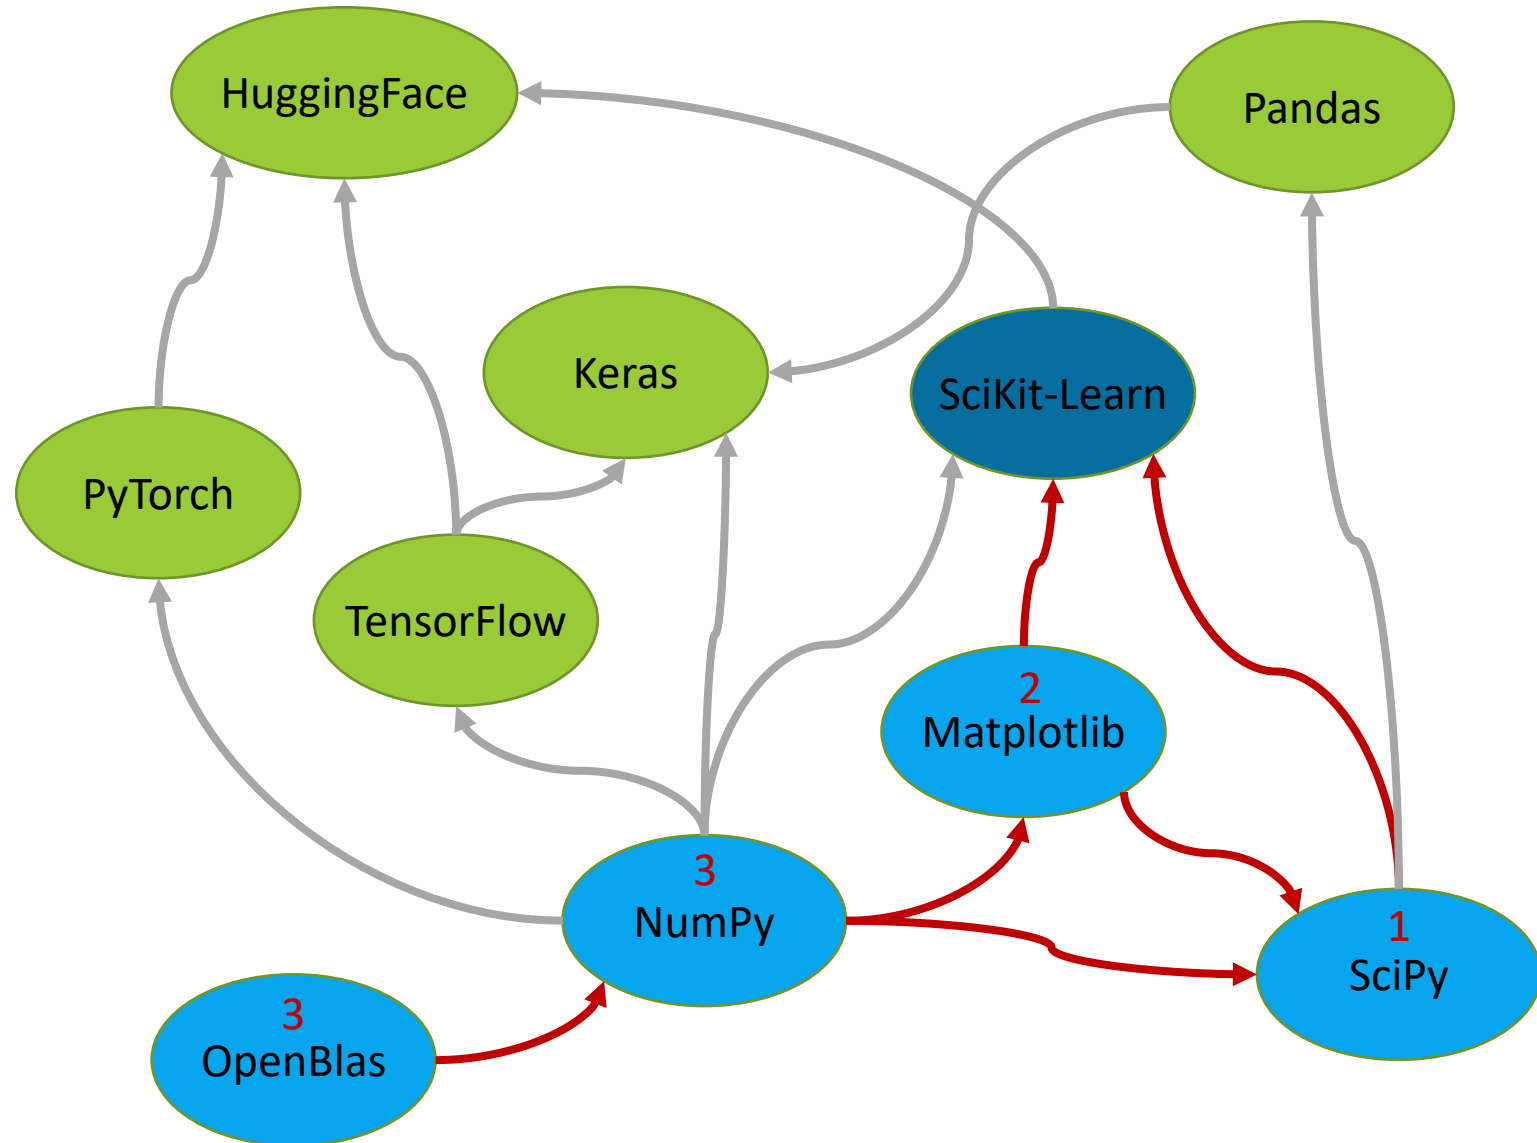 HuggingFace
Pandas
Keras
SciKit-Learn
PyTorch
TensorFlow
2
Matplotlib
3
NumPy
1
SciPy
3
OpenBlas